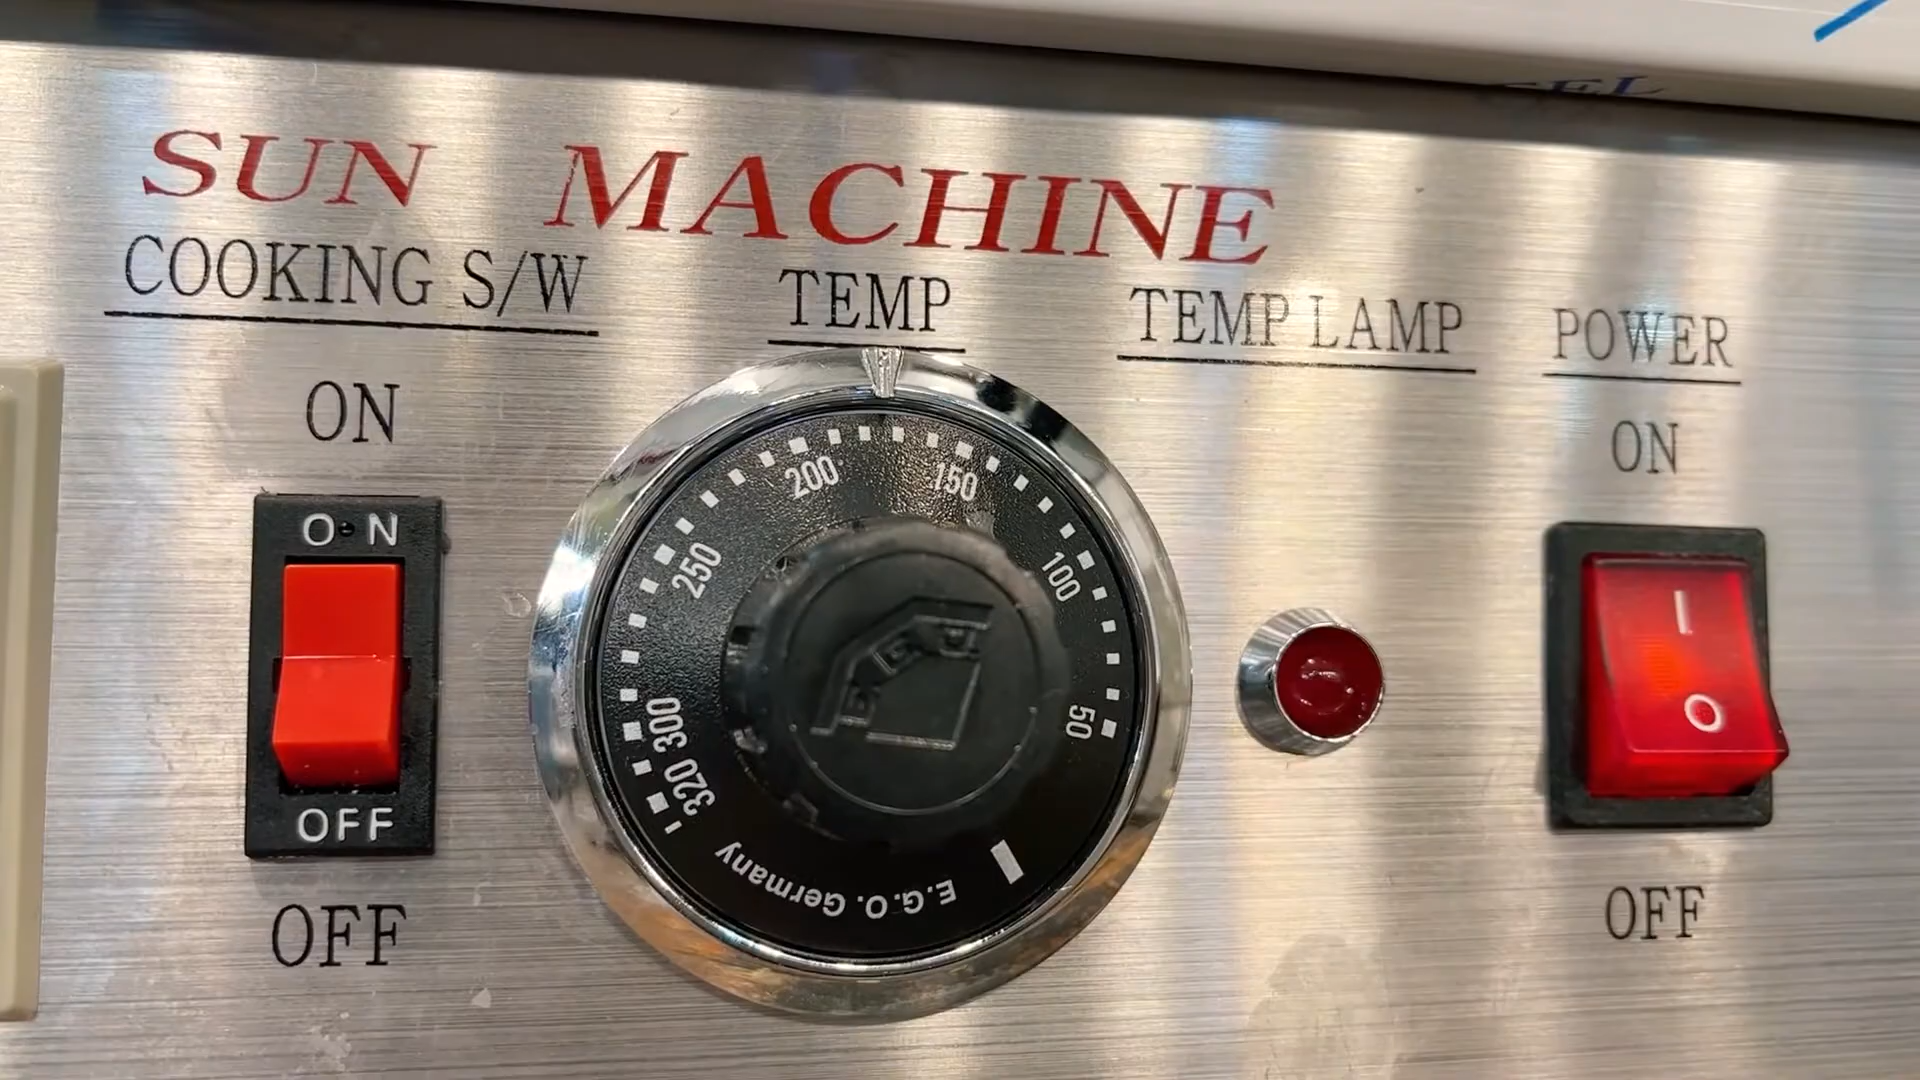 SUN MACHINE
COOKING S/W
TEMP
TEMP LAMP
POWER
ON
ON
ON
OFF
OFF
200
150
250
100
300
50
320
E.G.O. Germany
I
O
OFF